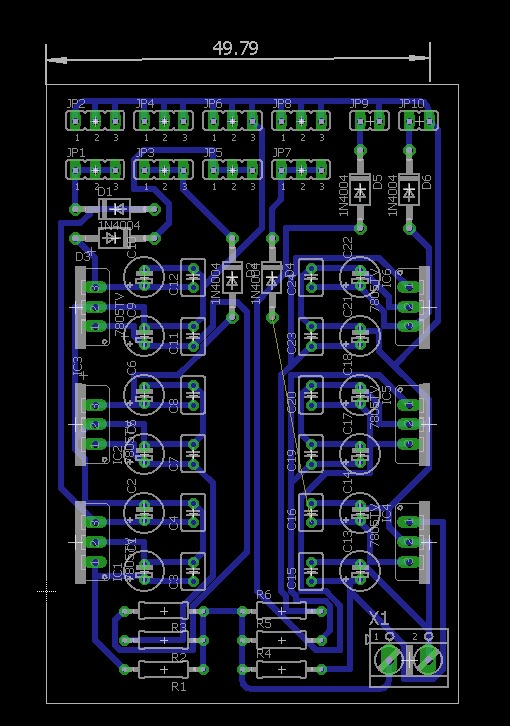 49.79
JP2 JP4 JP6 JP8 JP9 JP10
1 2 3 1 2 3 1 2 3 1 2 3
JP1 JP3 JP5 JP7
1 2 3 1 2 3 1 2 3 1 2 3
D1
1N4004
1N4004 D5
1N4004 D6
D3
1N4004
1N4004 D4
C12
C24
C22
7805TV
C9
C21
7805TV
IC6
C11
C23
C18
IC3
C6
C8
C20
C17
7805TV
IC5
IC2
7805TV
C7
C19
C14
C2
C4
C16
C13
7805TV
IC4
IC1
7805TV
C3
C15
R6
R3
R5
R2
R4
R1
X1
1 2